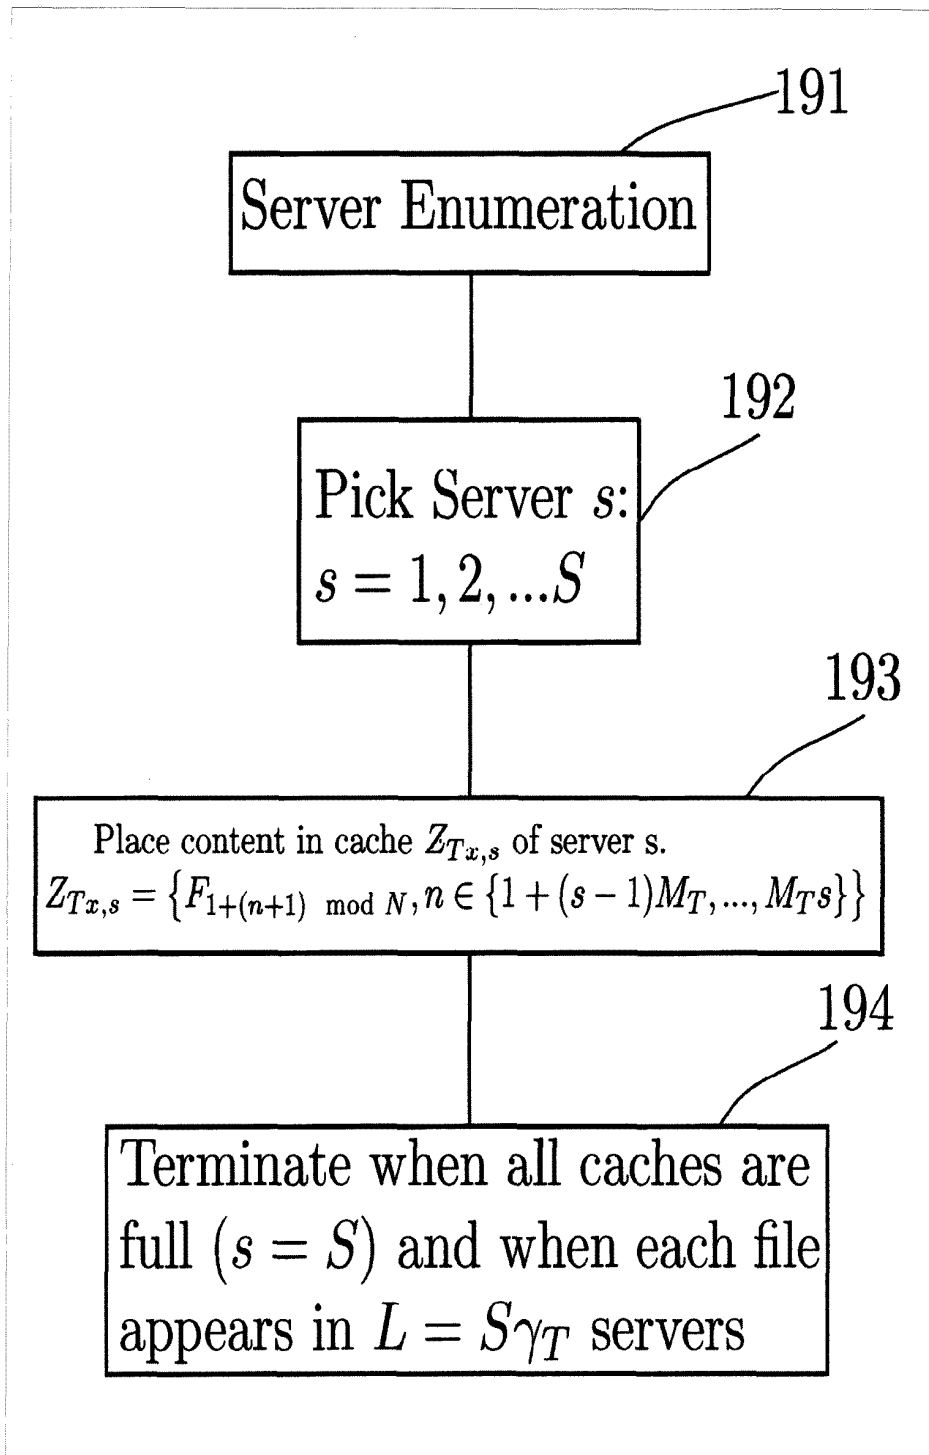 191
Server Enumeration
192
Pick Server s:
s = 1, 2, ...S
193
Place content in cache Z_{Tx,s} of server s.
Z_{Tx,s} = {F_{1+(n+1) mod N}, n ∈ {1 + (s − 1)M_T, ..., M_T s}}
194
Terminate when all caches are
full (s = S) and when each file
appears in L = Sγ_T servers